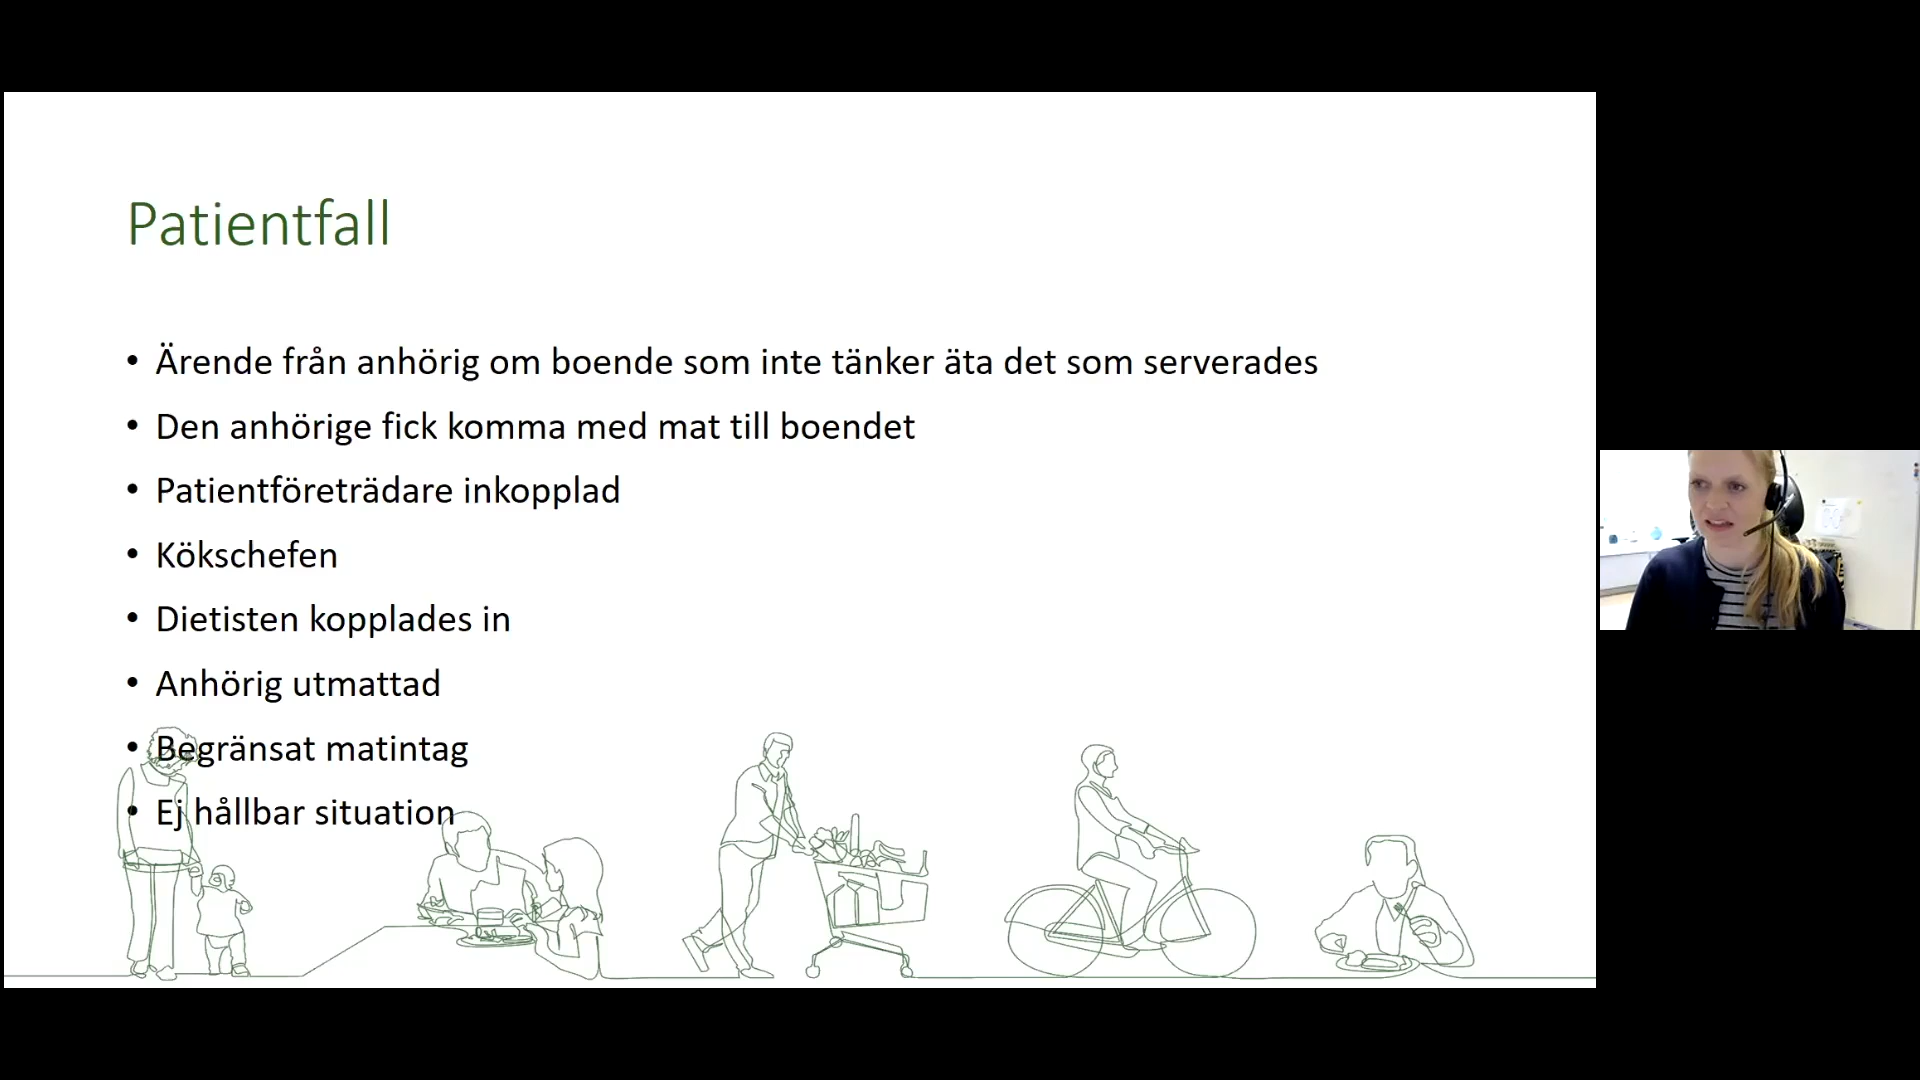 Patientfall
• Ärende från anhörig om boende som inte tänker äta det som serverades
• Den anhörige fick komma med mat till boendet
• Patientföreträdare inkopplad
• Kökschefen
• Dietisten kopplades in
• Anhörig utmattad
• Begränsat matintag
• Ej hållbar situation